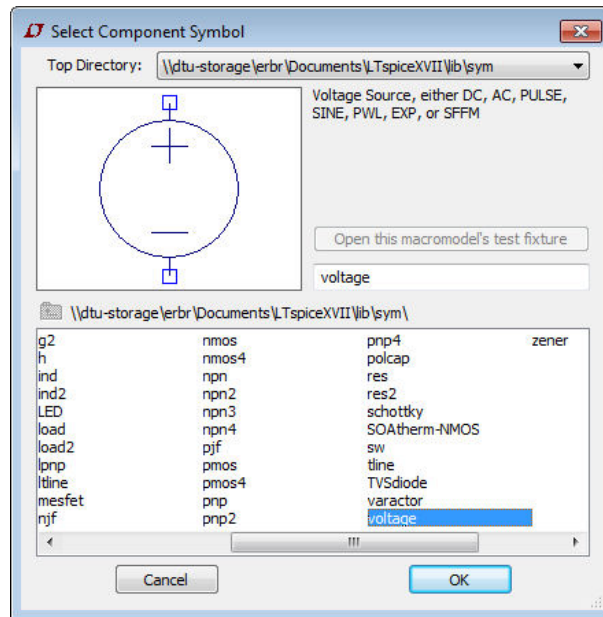 Select Component Symbol
Top Directory: \\dtu-storage\erbr\Documents\LTspiceXVII\lib\sym
Voltage Source, either DC, AC, PULSE,
SINE, PWL, EXP, or SFFM
Open this macromodel's test fixture
voltage
\\dtu-storage\erbr\Documents\LTspiceXVII\lib\sym\
g2 nmos pnp4 zener
h nmos4 polcap
ind npn res
ind2 npn2 res2
LED npn3 schottky
load npn4 SOAtherm-NMOS
load2 pjf sw
lpnp pmos tline
ltline pmos4 TVSdiode
mesfet pnp varactor
njf pnp2 voltage
Cancel OK